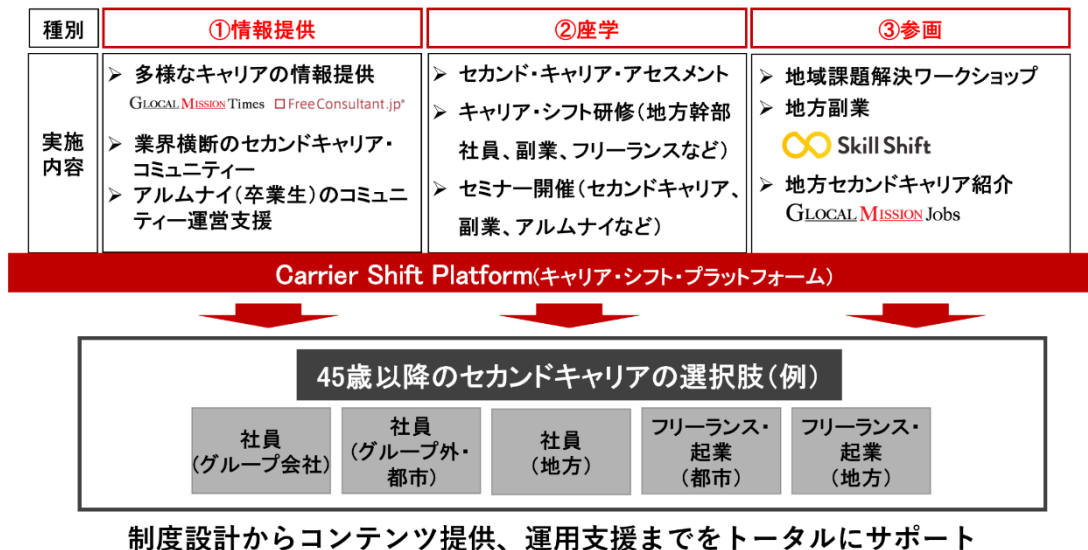 種別
①情報提供
②座学
③参画
実施
内容
➢ 多様なキャリアの情報提供
GLOCAL MISSION Times
FreeConsultant.jp®
➢ 業界横断のセカンドキャリア・
コミュニティー
➢ アルムナイ(卒業生)のコミュニ
ティー運営支援
➢ セカンド・キャリア・アセスメント
➢ キャリア・シフト研修(地方幹部
社員、副業、フリーランスなど)
➢ セミナー開催(セカンドキャリア、
副業、アルムナイなど)
➢ 地域課題解決ワークショップ
➢ 地方副業
Skill Shift
➢ 地方セカンドキャリア紹介
GLOCAL MISSION Jobs
Carrier Shift Platform(キャリア・シフト・プラットフォーム)
45歳以降のセカンドキャリアの選択肢(例)
社員
(グループ会社)
社員
(グループ外・
都市)
社員
(地方)
フリーランス・
起業
(都市)
フリーランス・
起業
(地方)
制度設計からコンテンツ提供、運用支援までをトータルにサポート